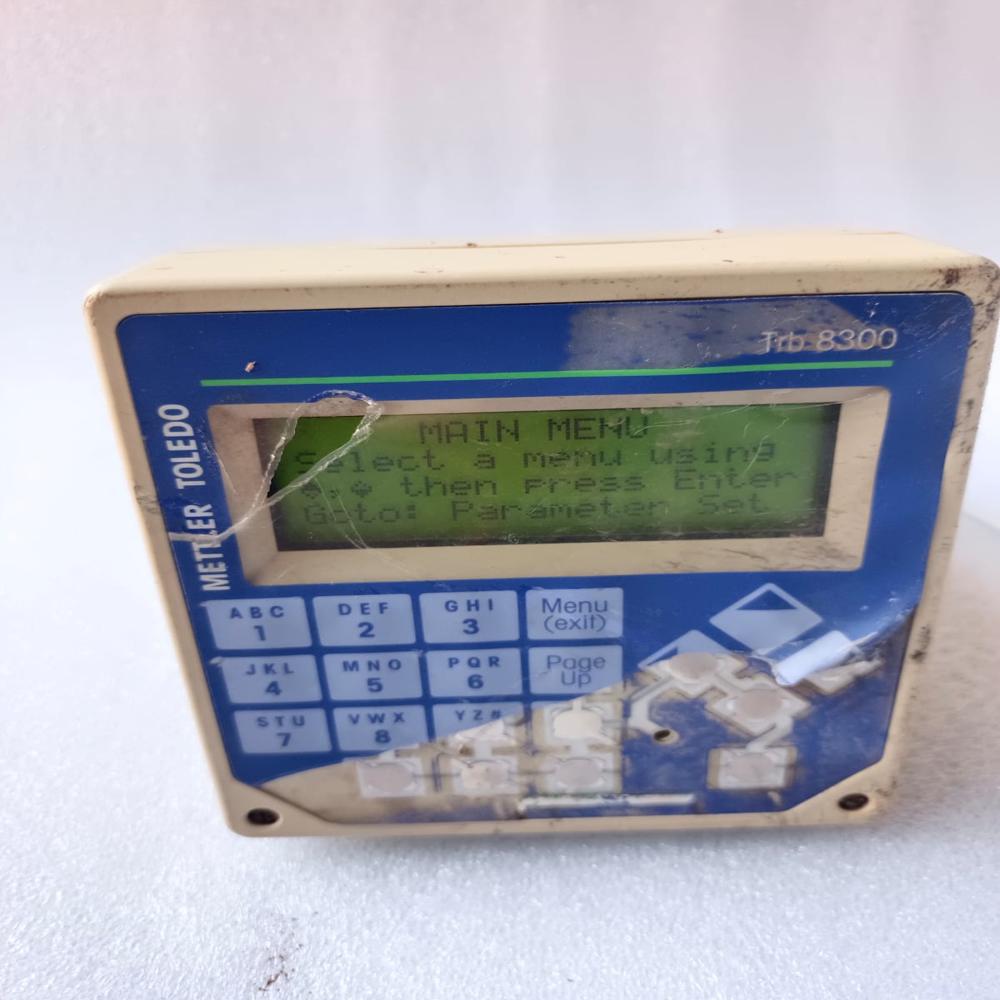 Trb 8300
METTLER TOLEDO
MAIN MENU
Select a menu using
↑,↓ then press Enter
Goto: Parameter Set
ABC
1
DEF
2
GHI
3
Menu
(exit)
JKL
4
MNO
5
PQR
6
Page
Up
STU
7
VWX
8
YZ#